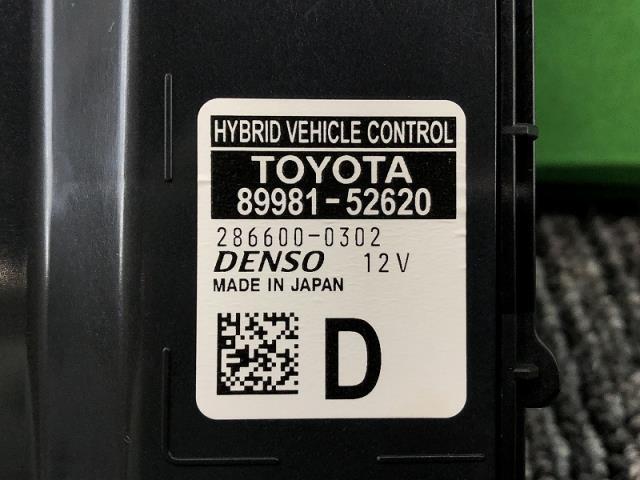 HYBRID VEHICLE CONTROL
TOYOTA
89981-52620
286600-0302
DENSO 12V
MADE IN JAPAN
D